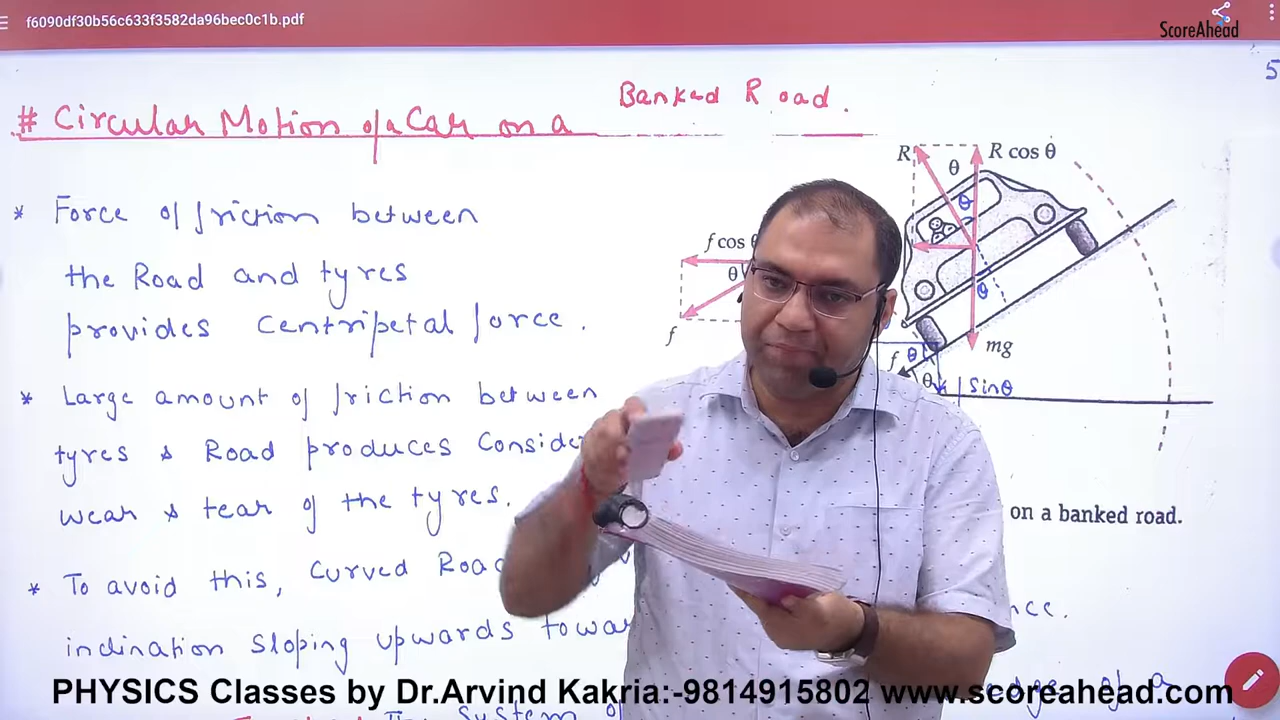 f6090df30b56c633f3582da96bec0c1b.pdf
ScoreAhead
5
# Circular Motion of a Car on a Banked Road.
* Force of friction between
the Road and tyres
provides Centripetal force.
* Large amount of friction between
tyres & Road produces
wear & tear of the tyres.
* To avoid this, Curved
inclination sloping upwards
R
θ
R cos θ
θ
f cos
θ
f
θ
mg
f
θ
θ
Sinθ
on a banked road.
PHYSICS Classes by Dr.Arvind Kakria:-9814915802 www.scoreahead.com